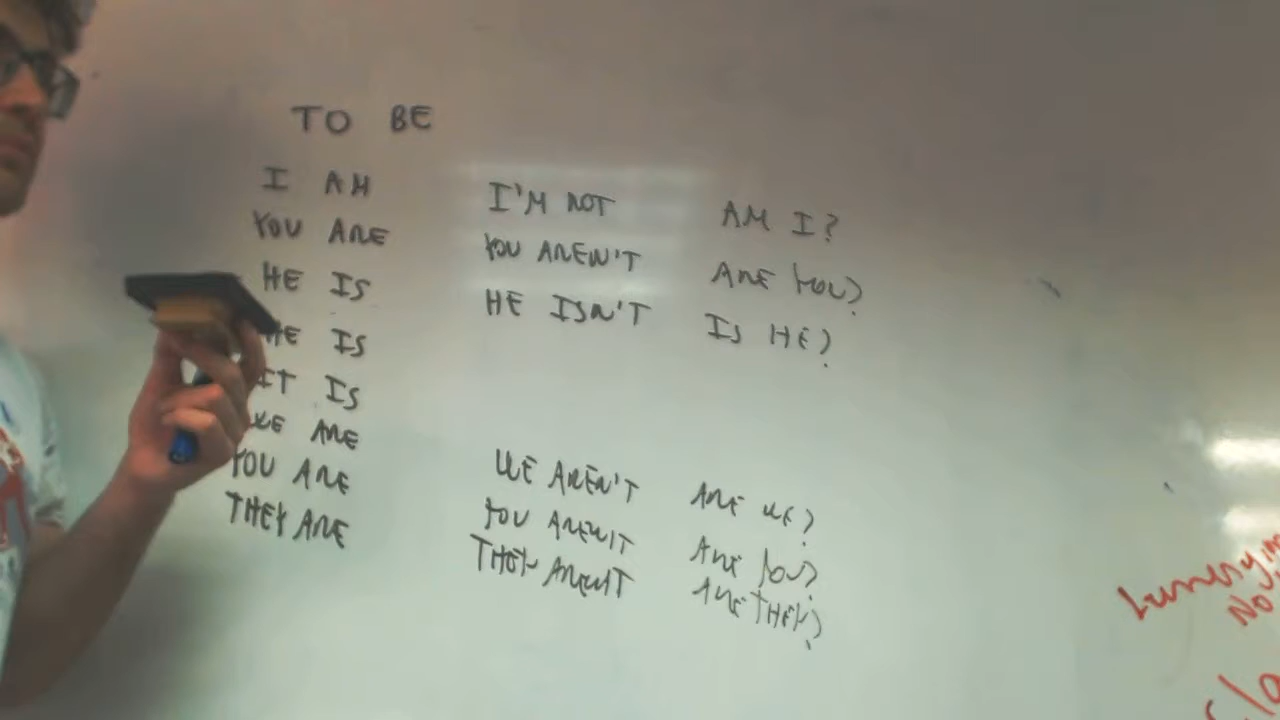 TO BE
I AM I'M NOT AM I?
YOU ARE YOU AREN'T ARE YOU?
HE IS HE ISN'T IS HE?
HE IS
IT IS
WE ARE WE AREN'T ARE WE?
YOU ARE YOU AREN'T ARE YOU?
THEY ARE THEY AREN'T ARE THEY?
No